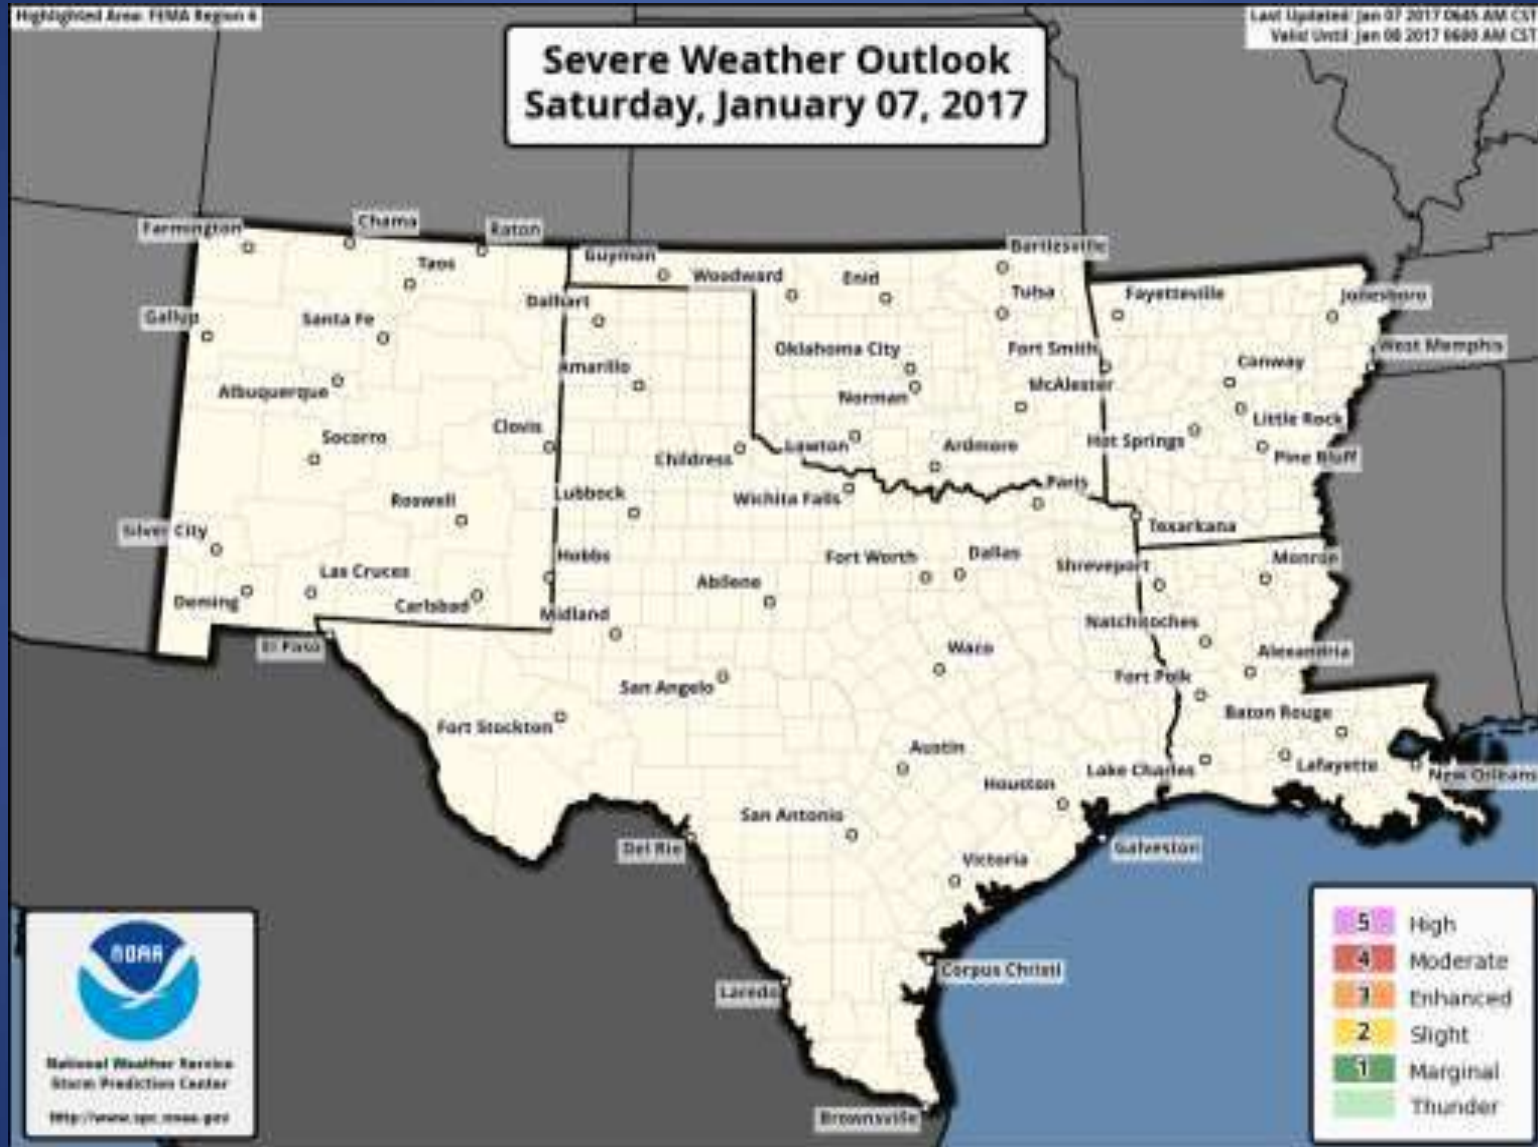 Highlighted Area: FEMA Region 6
Last Updated: Jan 07 2017 0645 AM CST
Valid Until: Jan 08 2017 0600 AM CST
Severe Weather Outlook
Saturday, January 07, 2017
Farmington
Chama
Raton
Taos
Gallup
Santa Fe
Albuquerque
Socorro
Clovis
Roswell
Silver City
Las Cruces
Deming
Carlsbad
Hobbs
Guymon
Woodward
Enid
Bartlesville
Tulsa
Oklahoma City
Norman
McAlester
Lawton
Ardmore
Fayetteville
Jonesboro
Fort Smith
Conway
West Memphis
Little Rock
Hot Springs
Pine Bluff
Texarkana
Dalhart
Amarillo
Childress
Lubbock
Wichita Falls
Paris
Fort Worth
Dallas
Abilene
Midland
El Paso
San Angelo
Waco
Fort Stockton
Austin
Houston
San Antonio
Del Rio
Victoria
Galveston
Corpus Christi
Laredo
Brownsville
Shreveport
Monroe
Natchitoches
Alexandria
Fort Polk
Baton Rouge
Lake Charles
Lafayette
New Orleans
NOAA
National Weather Service
Storm Prediction Center
http://www.spc.noaa.gov
5 High
4 Moderate
3 Enhanced
2 Slight
1 Marginal
Thunder